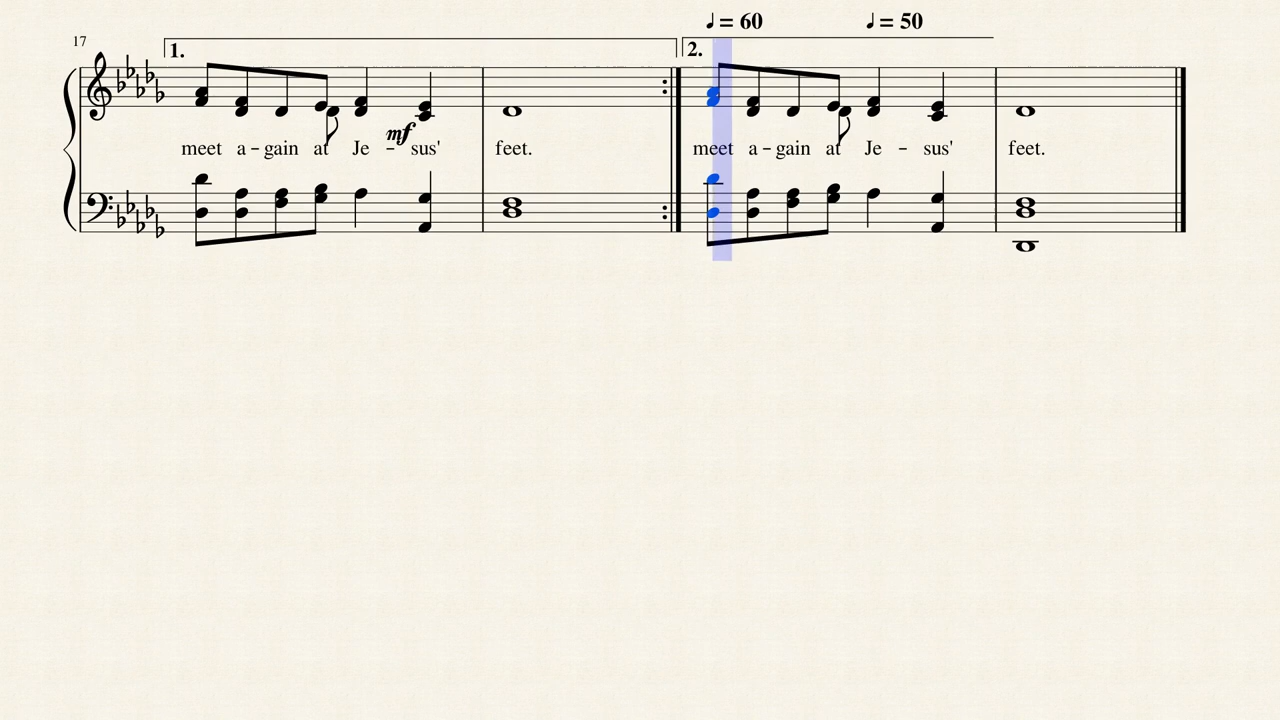 ♩ = 60 ♩ = 50
17 1. 2.
mf
meet a – gain at Je – sus' feet. meet a – gain at Je – sus' feet.